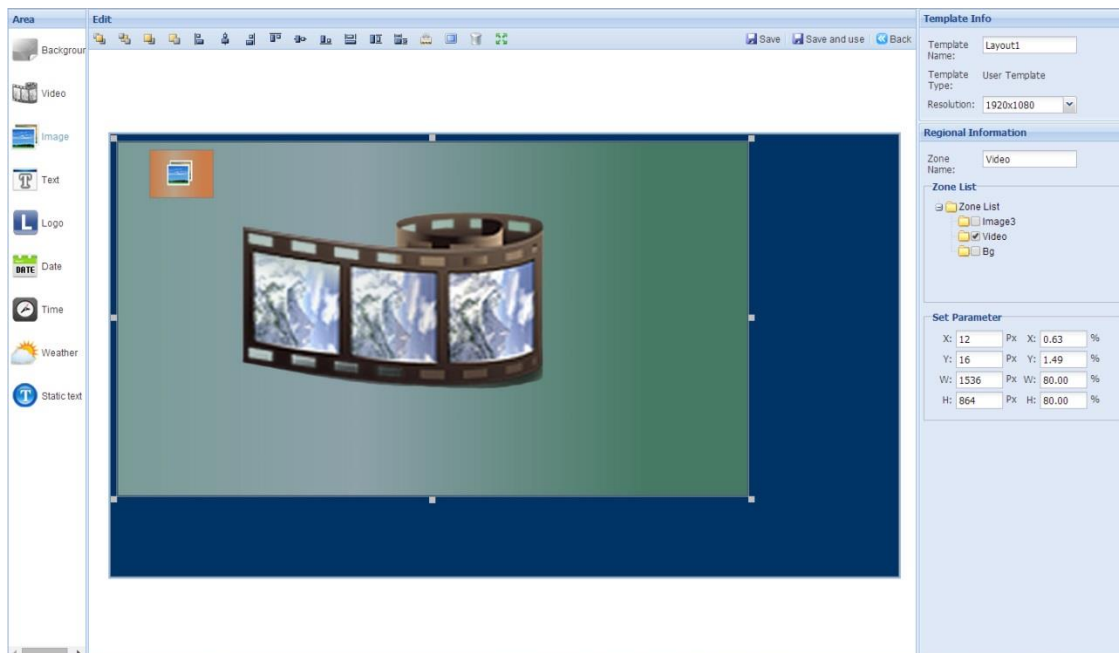 Area
Backgrour
Video
Image
Text
L Logo
DATE Date
Time
Weather
T Static text
Edit
Save Save and use Back
Template Info
Template Name: Layout1
Template Type: User Template
Resolution: 1920x1080
Regional Information
Zone Name: Video
Zone List
Zone List
Image3
Video
Bg
Set Parameter
X: 12 Px X: 0.63 %
Y: 16 Px Y: 1.49 %
W: 1536 Px W: 80.00 %
H: 864 Px H: 80.00 %